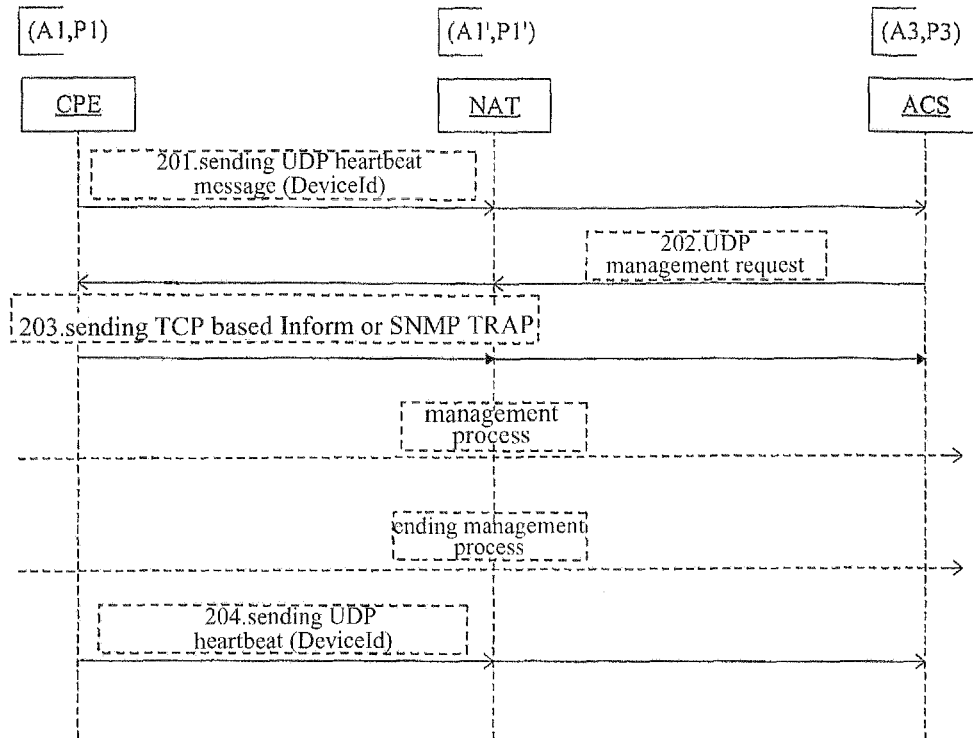 (A1,P1) (A1',P1') (A3,P3)
CPE NAT ACS
201.sending UDP heartbeat
message (DeviceId)
202.UDP
management request
203.sending TCP based Inform or SNMP TRAP
management
process
ending management
process
204.sending UDP
heartbeat (DeviceId)